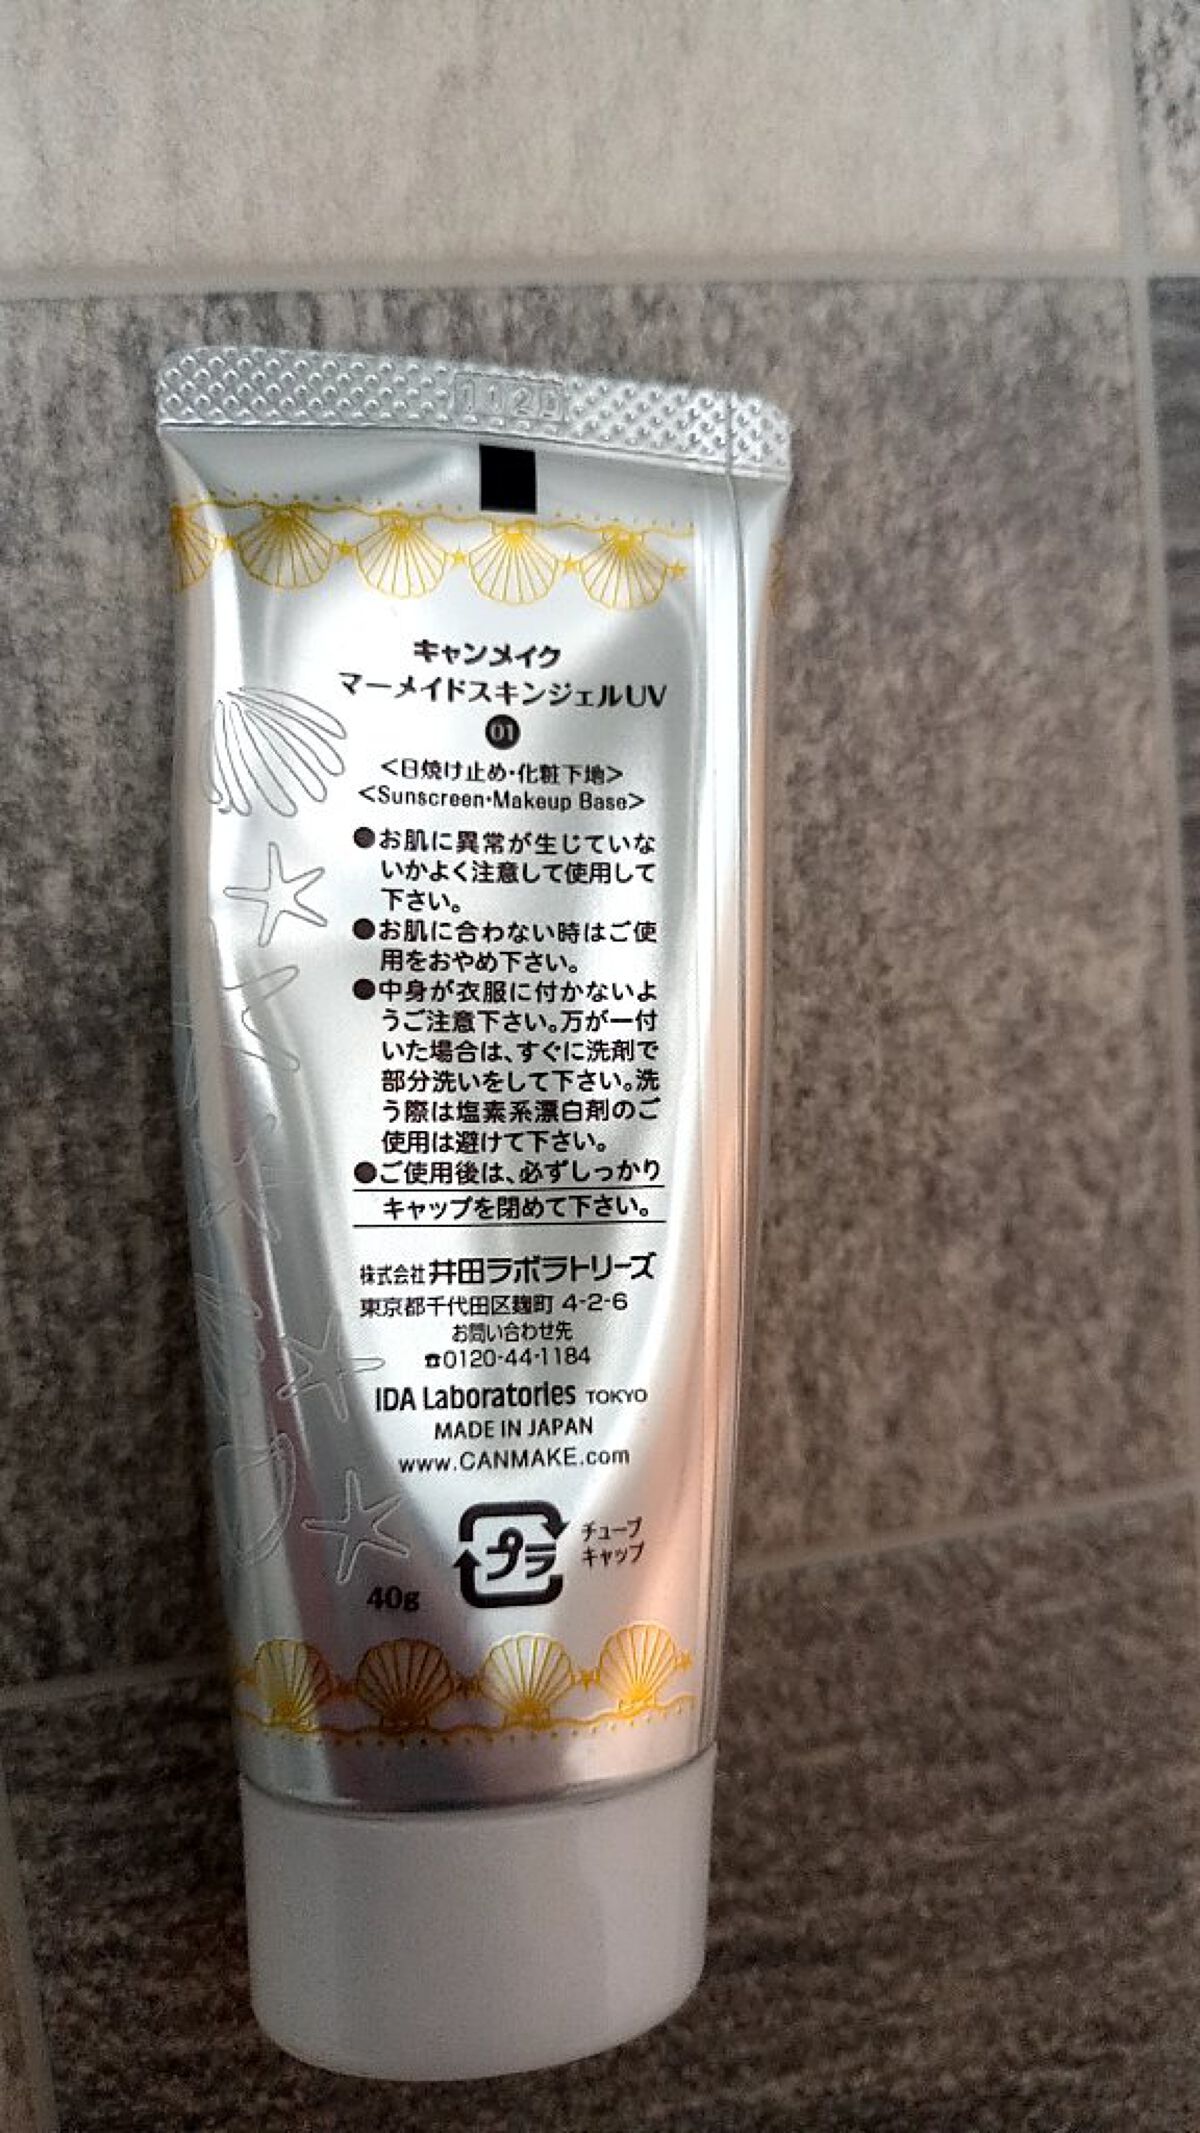 キャンメイク
マーメイドスキンジェルUV
01
<日焼け止め・化粧下地>
<Sunscreen・Makeup Base>
●お肌に異常が生じていな
いかよく注意して使用して
下さい。
●お肌に合わない時はご使
用をおやめ下さい。
●中身が衣服に付かないよ
うご注意下さい。万が一付
いた場合は、すぐに洗剤で
部分洗いをして下さい。洗
う際は塩素系漂白剤のご
使用は避けて下さい。
●ご使用後は、必ずしっかり
キャップを閉めて下さい。
株式会社井田ラボラトリーズ
東京都千代田区麹町 4-2-6
お問い合わせ先
☎0120-44-1184
IDA Laboratories TOKYO
MADE IN JAPAN
www.CANMAKE.com
プラ
チューブ
キャップ
40g